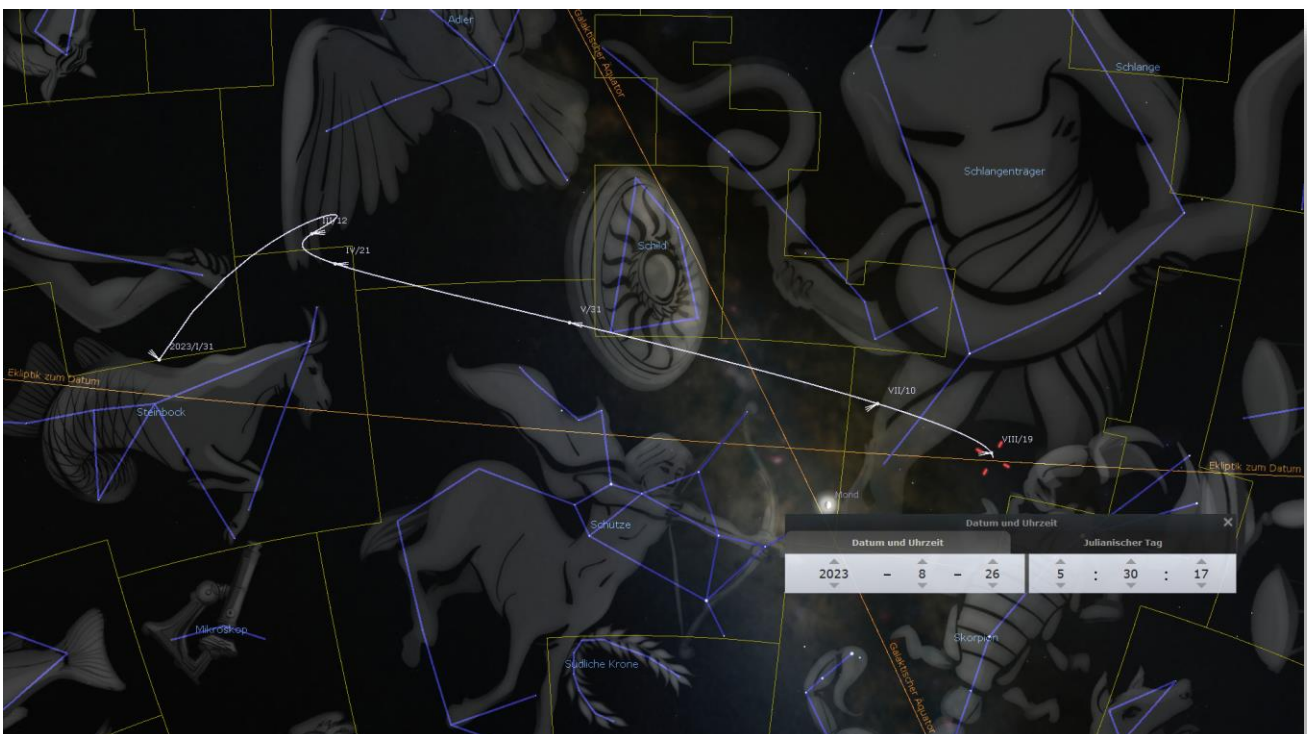 Adler
Galaktischer Äquator
Schlange
Schlangenträger
III/12
IV/21
Schild
V/31
2023/I/31
Ekliptik zum Datum
Steinbock
VII/10
VIII/19
Ekliptik zum Datum
Mond
Schütze
Datum und Uhrzeit ×
Datum und Uhrzeit
Julianischer Tag
2023 – 8 – 26 5 : 30 : 17
Mikroskop
Skorpion
Südliche Krone
Galaktischer Äquator